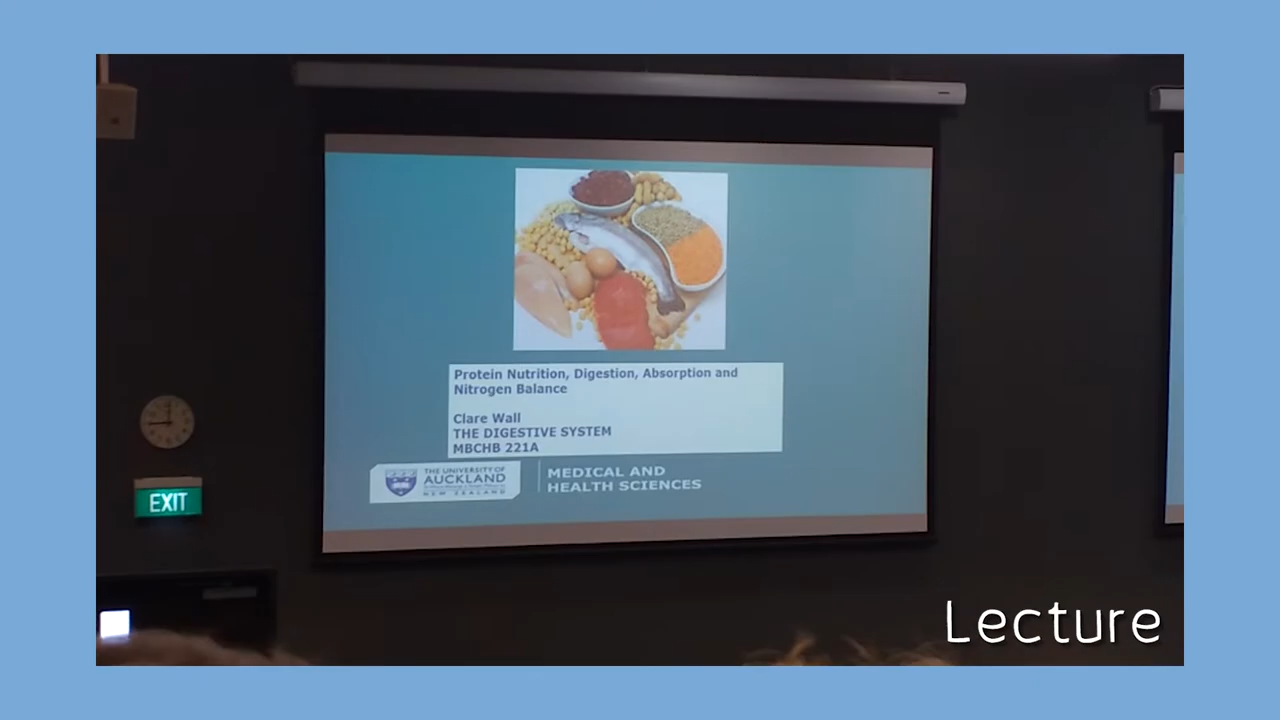 Protein Nutrition, Digestion, Absorption and
Nitrogen Balance
Clare Wall
THE DIGESTIVE SYSTEM
MBCHB 221A
THE UNIVERSITY OF
AUCKLAND
NEW ZEALAND
MEDICAL AND
HEALTH SCIENCES
EXIT
Lecture